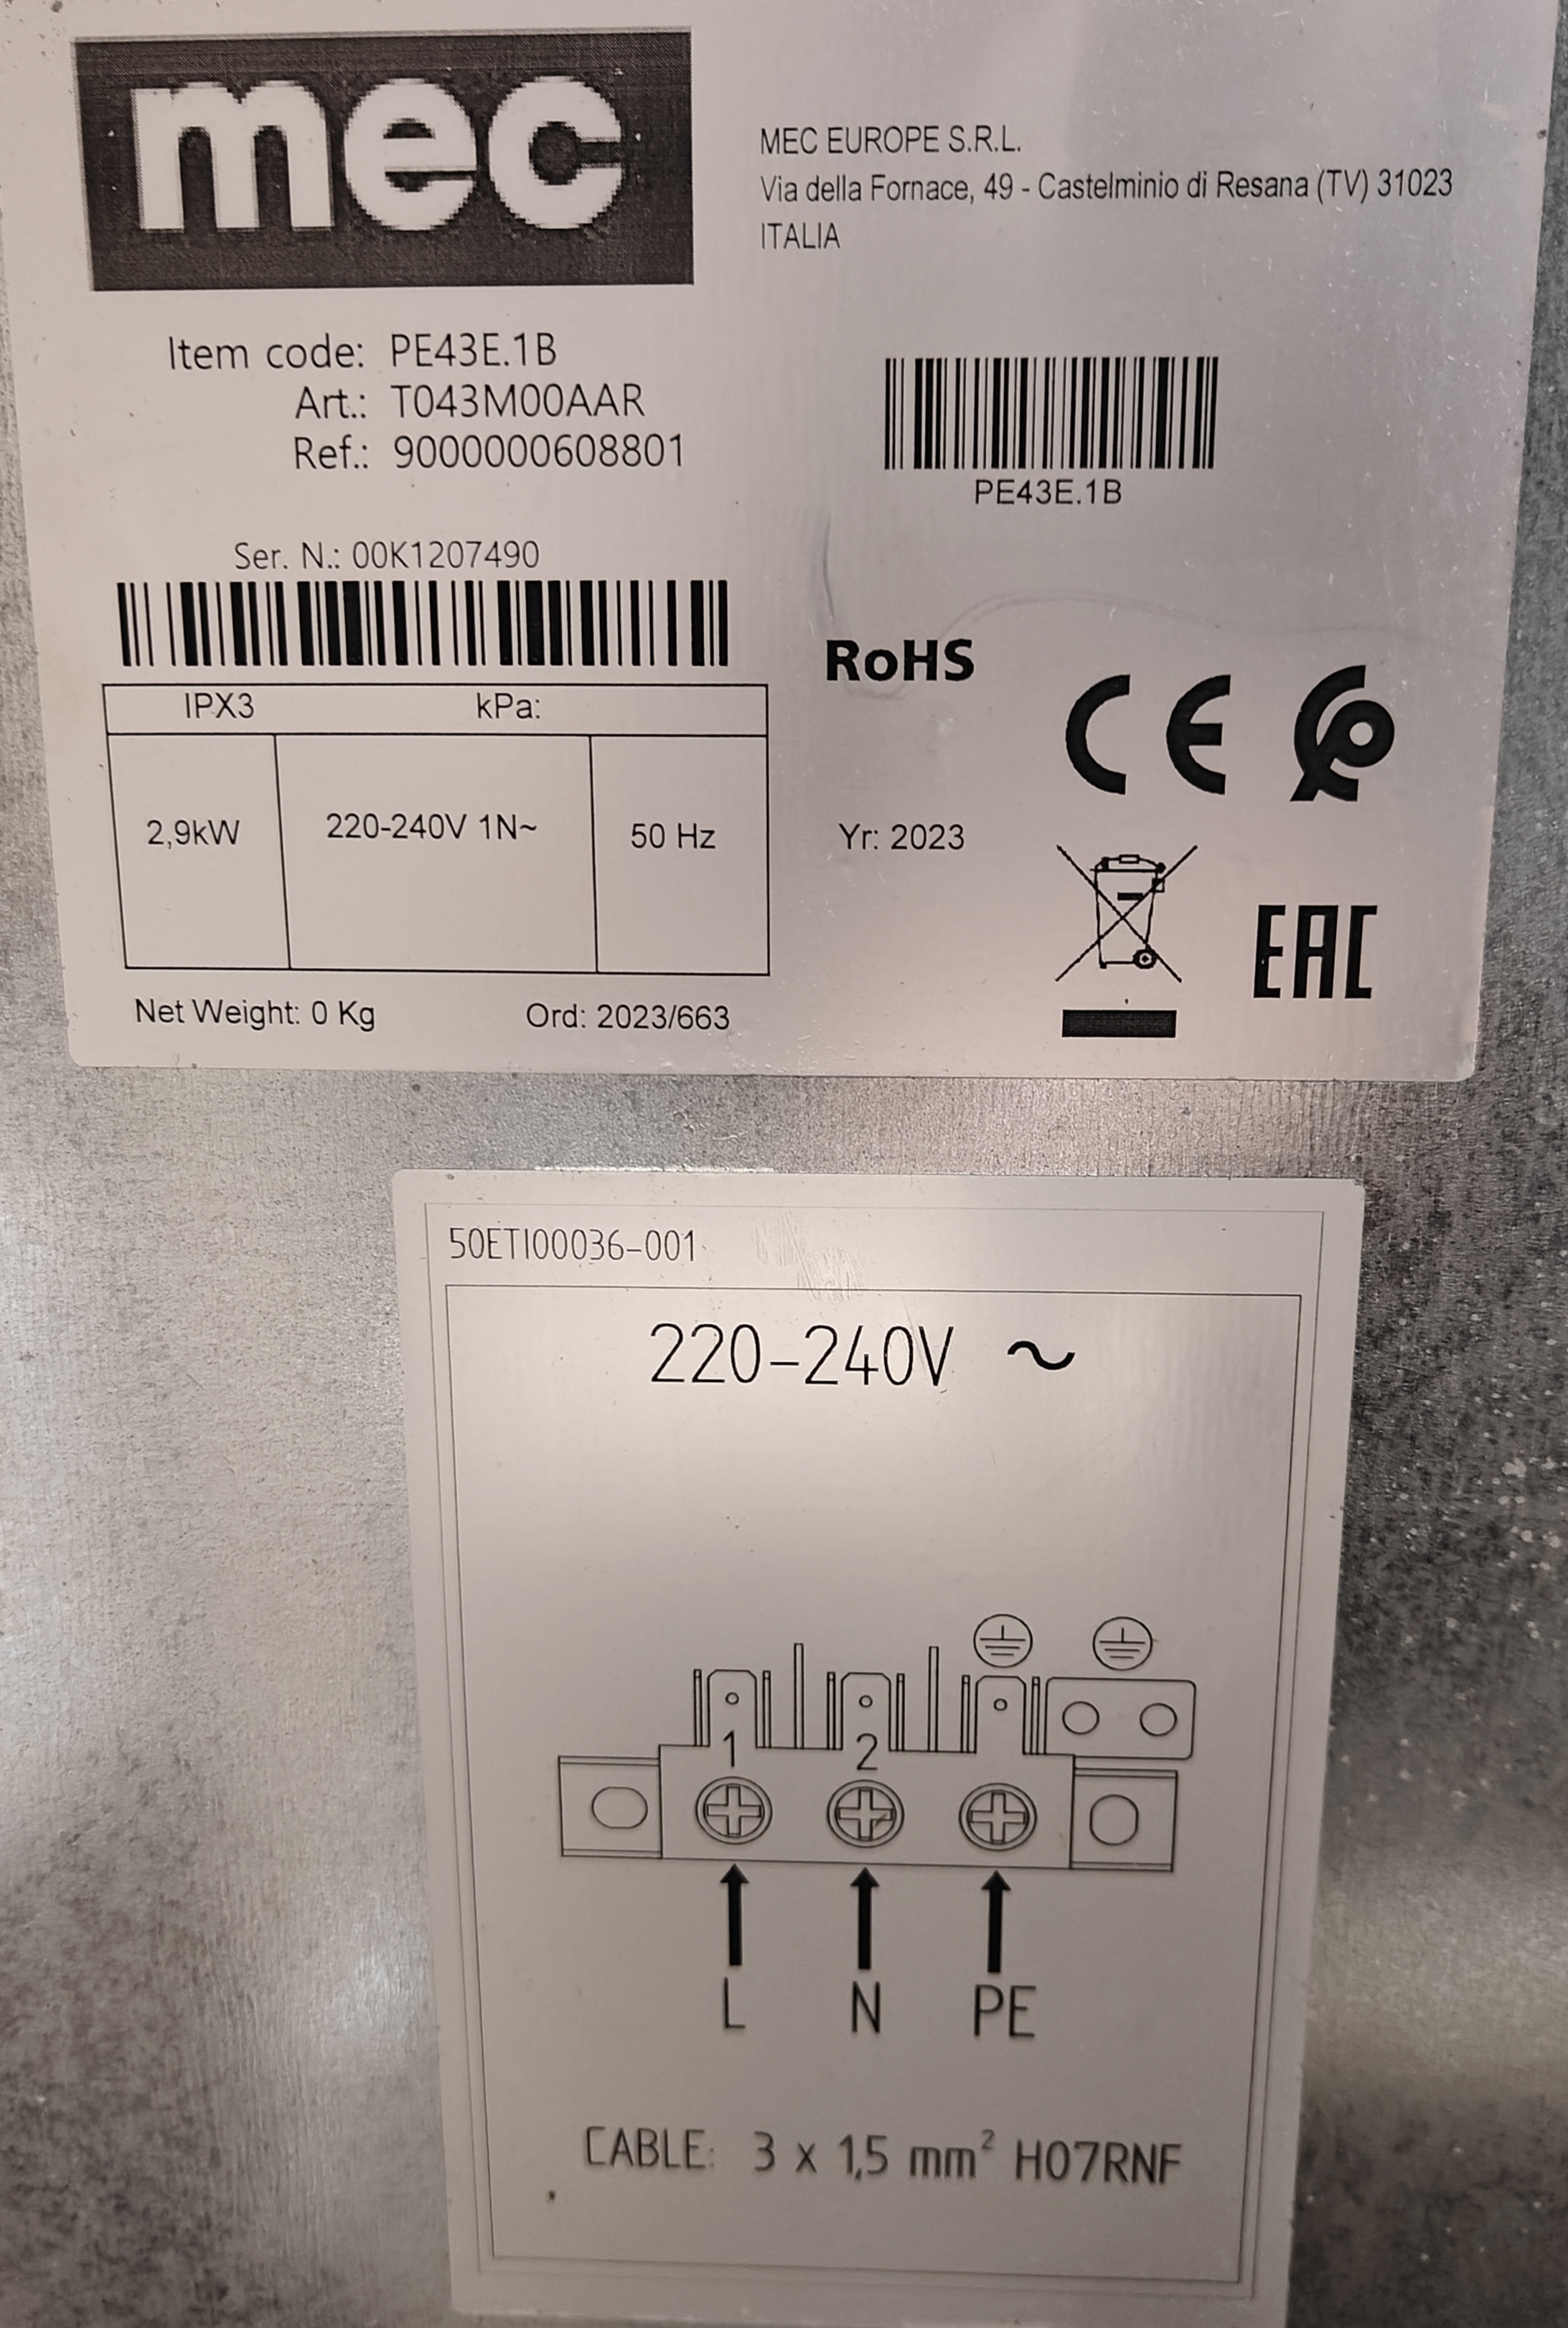 mec
MEC EUROPE S.R.L.
Via della Fornace, 49 - Castelminio di Resana (TV) 31023
ITALIA
Item code: PE43E.1B
Art.: T043M00AAR
Ref.: 9000000608801
PE43E.1B
Ser. N.: 00K1207490
RoHS
CE
IPX3 kPa:
2,9kW 220-240V 1N~ 50 Hz
Yr: 2023
EAC
Net Weight: 0 Kg Ord: 2023/663
50ETI00036-001
220-240V ~
1 2
L N PE
CABLE: 3 x 1,5 mm² H07RNF